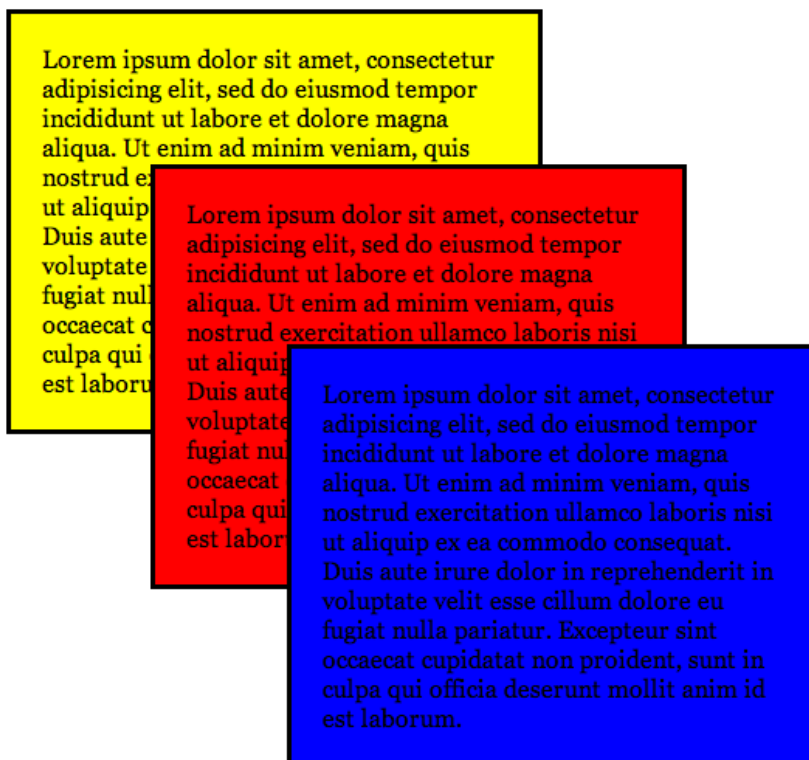 Lorem ipsum dolor sit amet, consectetur
adipisicing elit, sed do eiusmod tempor
incididunt ut labore et dolore magna
aliqua. Ut enim ad minim veniam, quis
nostrud
ut aliquip
Duis aute
voluptate
fugiat
occaecat
culpa qui
est
Lorem ipsum dolor sit amet, consectetur
adipisicing elit, sed do eiusmod tempor
incididunt ut labore et dolore magna
aliqua. Ut enim ad minim veniam, quis
nostrud exercitation ullamco laboris nisi
ut aliquip
Duis aute
voluptate
fugiat
occaecat
culpa qui
est
Lorem ipsum dolor sit amet, consectetur
adipisicing elit, sed do eiusmod tempor
incididunt ut labore et dolore magna
aliqua. Ut enim ad minim veniam, quis
nostrud exercitation ullamco laboris nisi
ut aliquip ex ea commodo consequat.
Duis aute irure dolor in reprehenderit in
voluptate velit esse cillum dolore eu
fugiat nulla pariatur. Excepteur sint
occaecat cupidatat non proident, sunt in
culpa qui officia deserunt mollit anim id
est laborum.